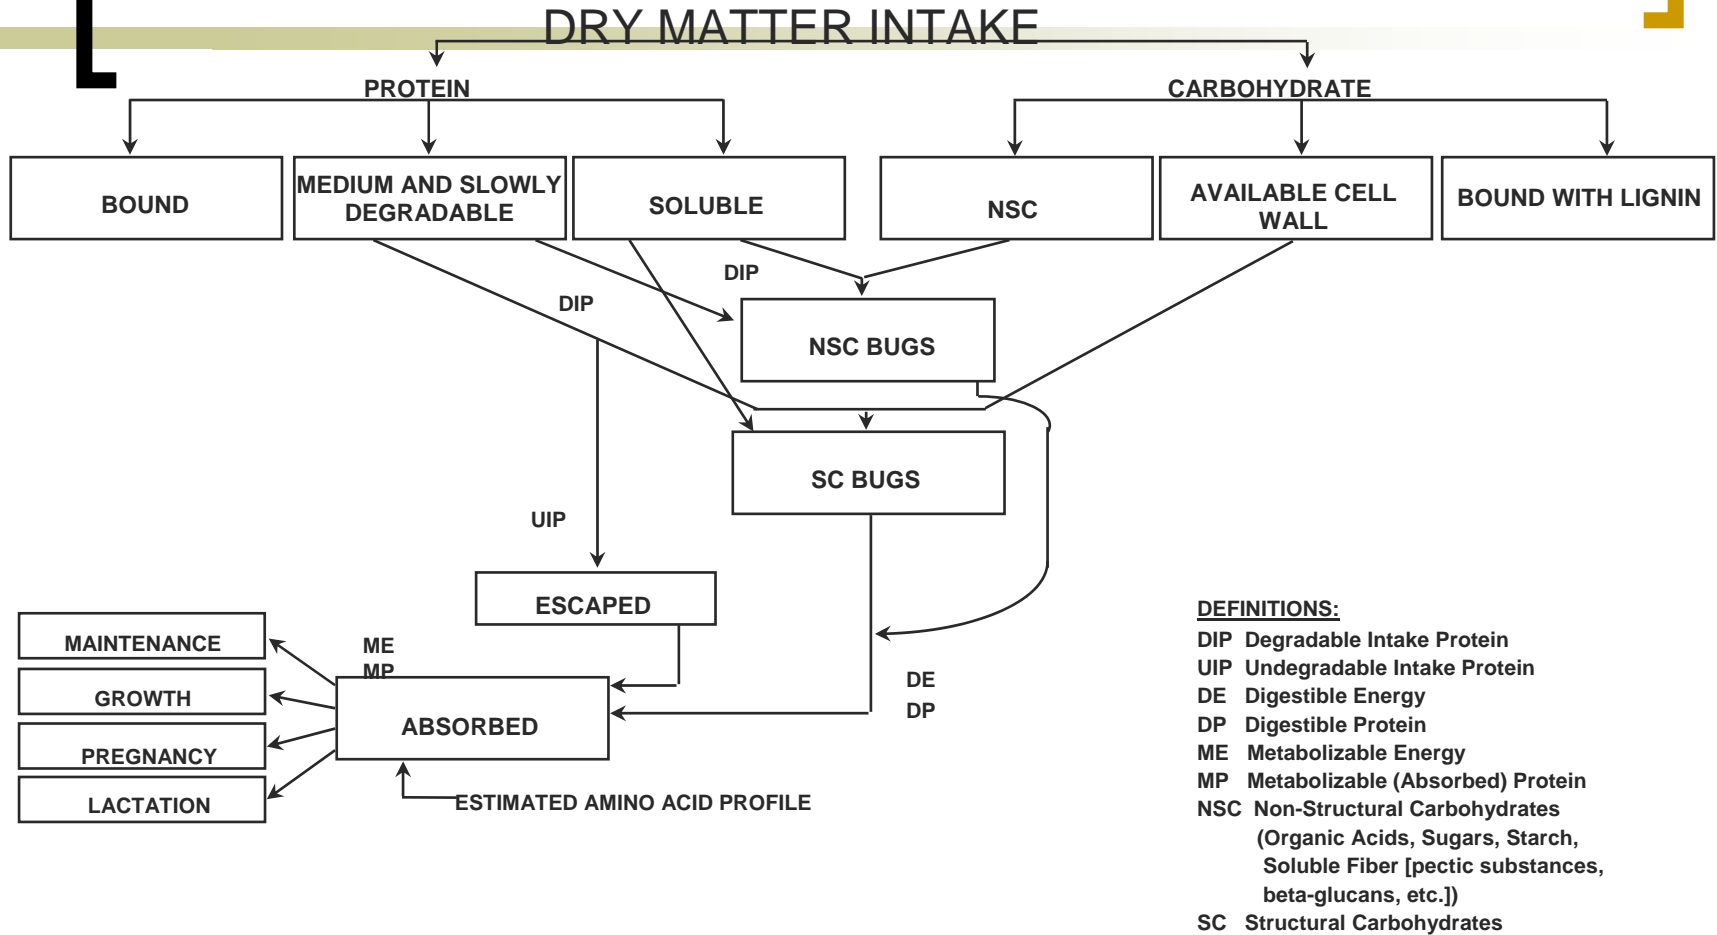 DRY MATTER INTAKE
PROTEIN
CARBOHYDRATE
BOUND
MEDIUM AND SLOWLY
DEGRADABLE
SOLUBLE
NSC
AVAILABLE CELL
WALL
BOUND WITH LIGNIN
DIP
DIP
NSC BUGS
SC BUGS
UIP
ESCAPED
MAINTENANCE
GROWTH
PREGNANCY
LACTATION
ME
MP
ABSORBED
DE
DP
ESTIMATED AMINO ACID PROFILE
DEFINITIONS:
DIP Degradable Intake Protein
UIP Undegradable Intake Protein
DE Digestible Energy
DP Digestible Protein
ME Metabolizable Energy
MP Metabolizable (Absorbed) Protein
NSC Non-Structural Carbohydrates
(Organic Acids, Sugars, Starch,
Soluble Fiber [pectic substances,
beta-glucans, etc.])
SC Structural Carbohydrates